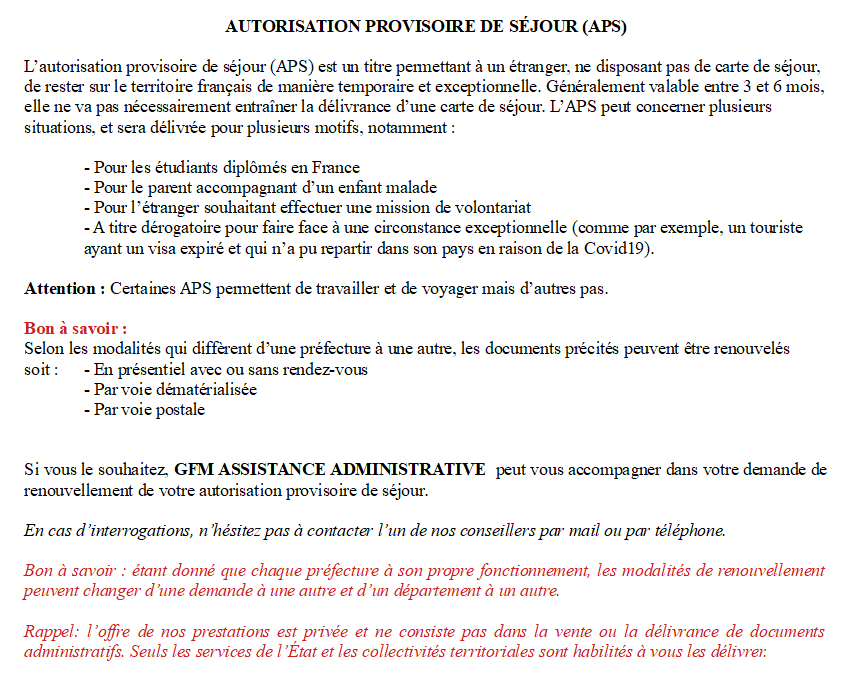 AUTORISATION PROVISOIRE DE SÉJOUR (APS)
L’autorisation provisoire de séjour (APS) est un titre permettant à un étranger, ne disposant pas de carte de séjour,
de rester sur le territoire français de manière temporaire et exceptionnelle. Généralement valable entre 3 et 6 mois,
elle ne va pas nécessairement entraîner la délivrance d’une carte de séjour. L’APS peut concerner plusieurs
situations, et sera délivrée pour plusieurs motifs, notamment :
- Pour les étudiants diplômés en France
- Pour le parent accompagnant d’un enfant malade
- Pour l’étranger souhaitant effectuer une mission de volontariat
- A titre dérogatoire pour faire face à une circonstance exceptionnelle (comme par exemple, un touriste
ayant un visa expiré et qui n’a pu repartir dans son pays en raison de la Covid19).
Attention : Certaines APS permettent de travailler et de voyager mais d’autres pas.
Bon à savoir :
Selon les modalités qui diffèrent d’une préfecture à une autre, les documents précités peuvent être renouvelés
soit : - En présentiel avec ou sans rendez-vous
- Par voie dématérialisée
- Par voie postale
Si vous le souhaitez, GFM ASSISTANCE ADMINISTRATIVE peut vous accompagner dans votre demande de
renouvellement de votre autorisation provisoire de séjour.
En cas d’interrogations, n’hésitez pas à contacter l’un de nos conseillers par mail ou par téléphone.
Bon à savoir : étant donné que chaque préfecture à son propre fonctionnement, les modalités de renouvellement
peuvent changer d’une demande à une autre et d’un département à un autre.
Rappel: l’offre de nos prestations est privée et ne consiste pas dans la vente ou la délivrance de documents
administratifs. Seuls les services de l’État et les collectivités territoriales sont habilités à vous les délivrer.